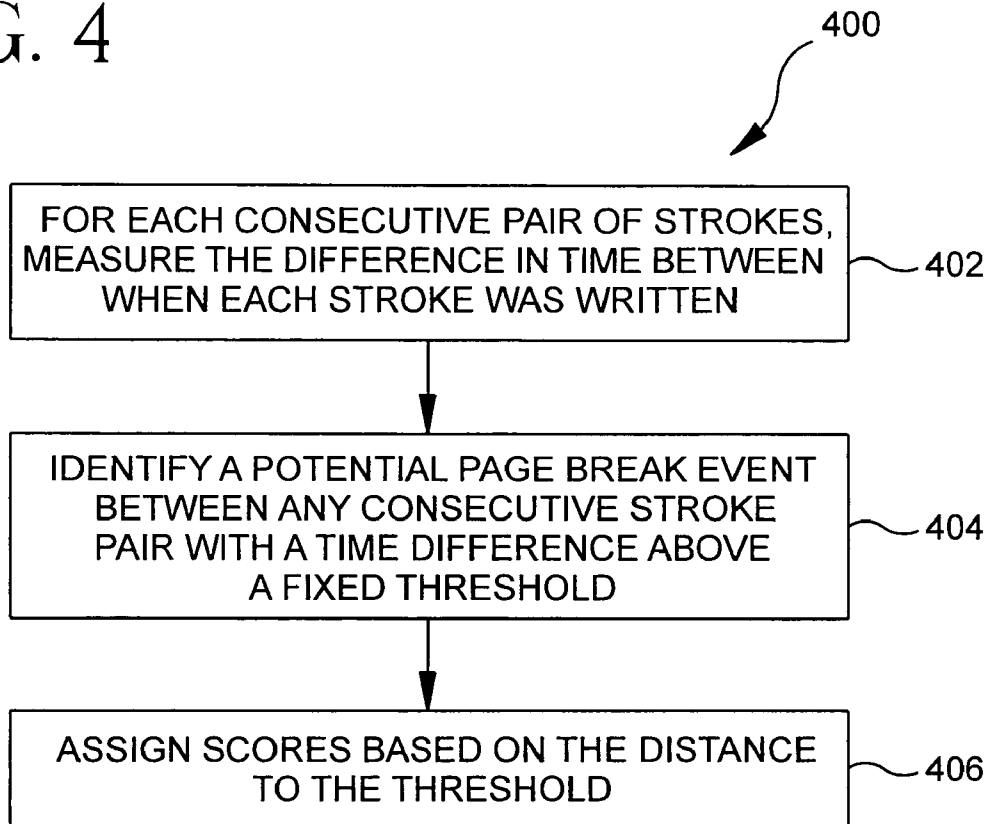 G. 4
400
FOR EACH CONSECUTIVE PAIR OF STROKES,
MEASURE THE DIFFERENCE IN TIME BETWEEN
WHEN EACH STROKE WAS WRITTEN
402
IDENTIFY A POTENTIAL PAGE BREAK EVENT
BETWEEN ANY CONSECUTIVE STROKE
PAIR WITH A TIME DIFFERENCE ABOVE
A FIXED THRESHOLD
404
ASSIGN SCORES BASED ON THE DISTANCE
TO THE THRESHOLD
406